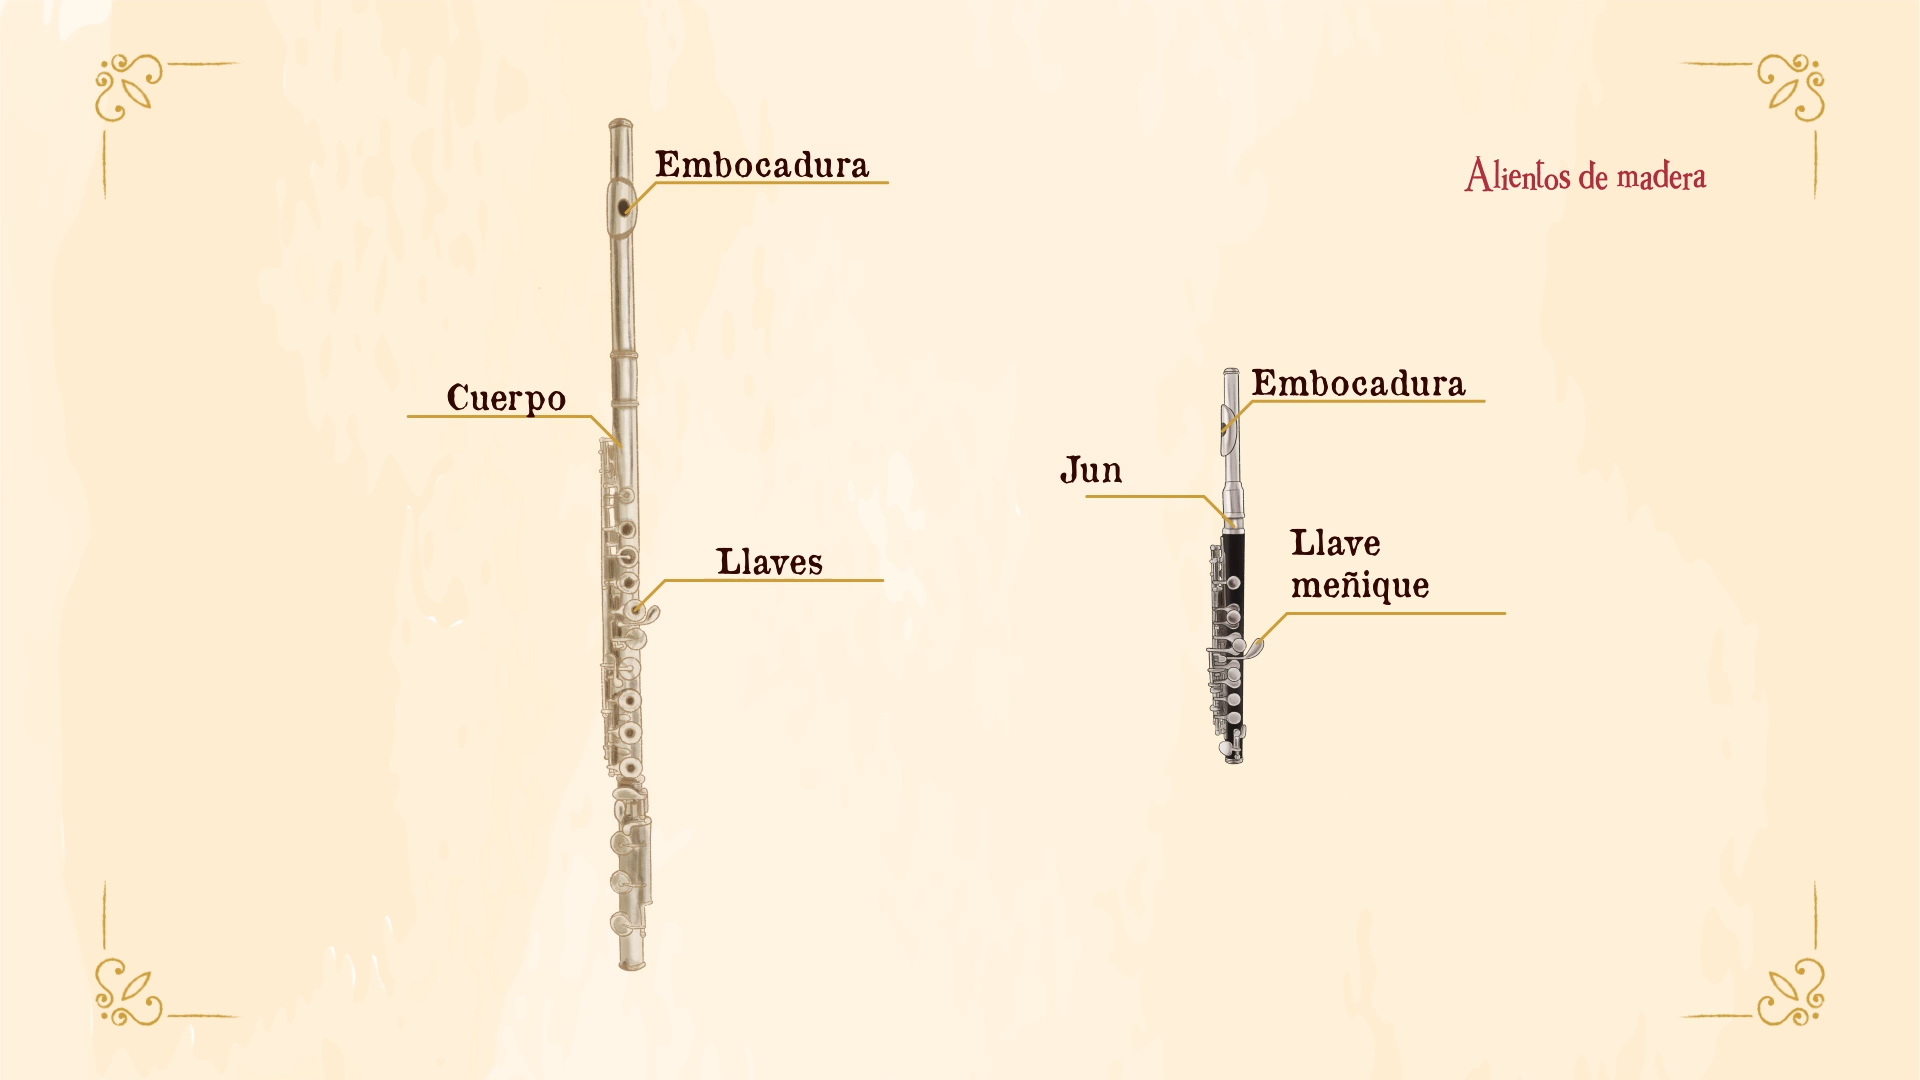 Alientos de madera
Embocadura
Cuerpo
Llaves
Embocadura
Jun
Llave
meñique